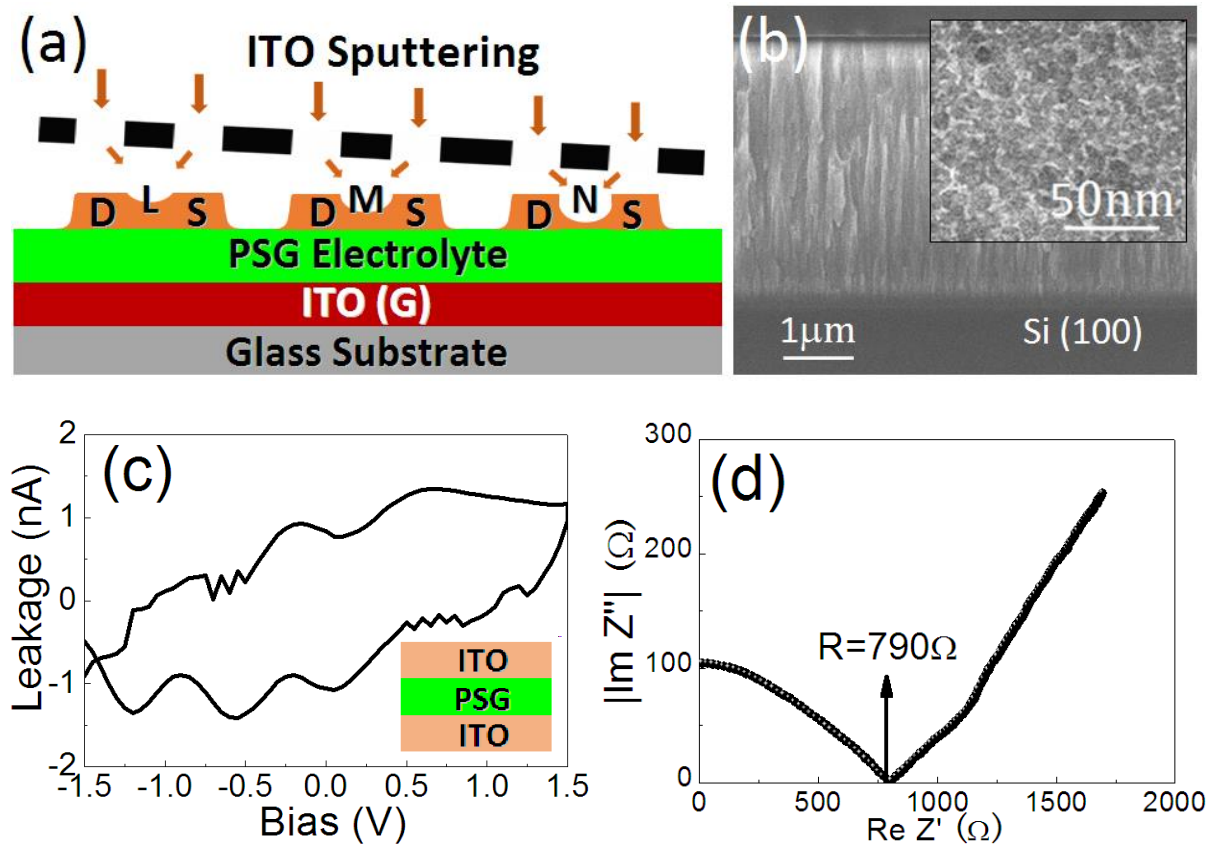 (a)
ITO Sputtering
D L S
D M S
D N S
PSG Electrolyte
ITO (G)
Glass Substrate
(b)
50nm
1μm
Si (100)
(c)
Leakage (nA)
2
1
0
-1
-2
-1.5 -1.0 -0.5 0.0 0.5 1.0 1.5
Bias (V)
ITO
PSG
ITO
(d)
|Im Z"| (Ω)
300
200
100
0
R=790Ω
0 500 1000 1500 2000
Re Z' (Ω)